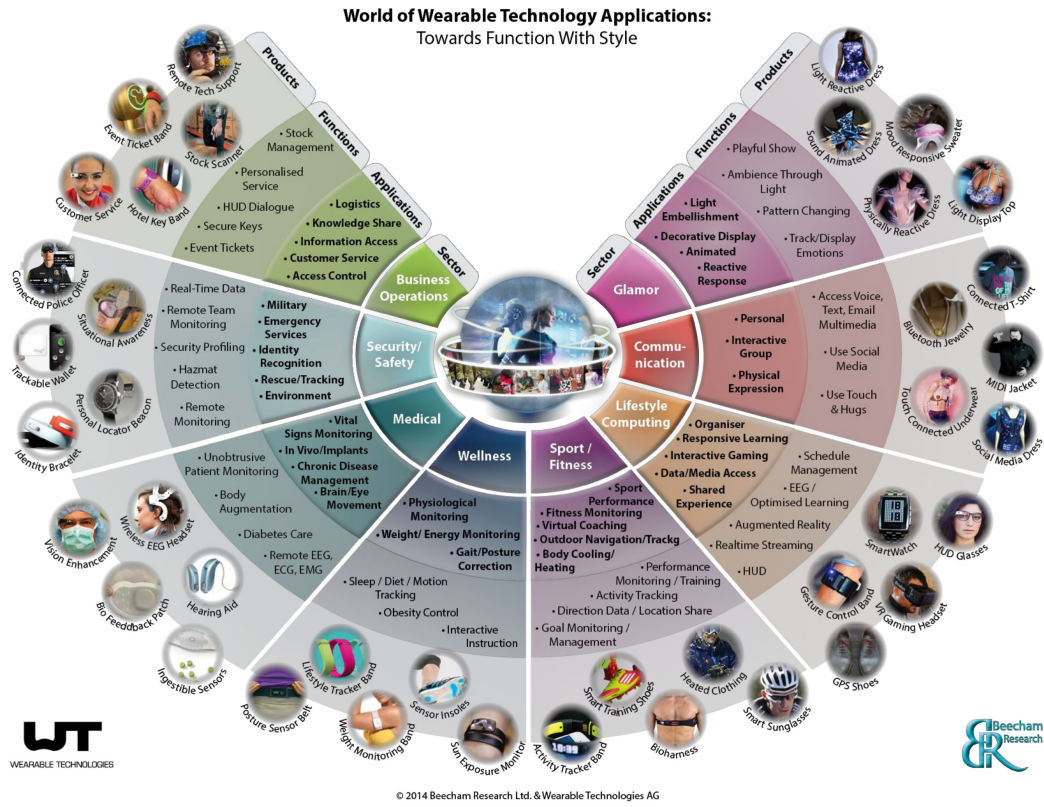 World of Wearable Technology Applications:
Towards Function With Style
Products
Functions
Applications
Sector
Business
Operations
• Logistics
• Knowledge Share
• Information Access
• Customer Service
• Access Control
• Stock
Management
• Personalised
Service
• HUD Dialogue
• Secure Keys
• Event Tickets
Remote Tech Support
Event Ticket Band
Stock Scanner
Customer Service
Hotel Key Band
Security/
Safety
• Military
• Emergency
Services
• Identity
Recognition
• Rescue/Tracking
• Environment
• Real-Time Data
• Remote Team
Monitoring
• Security Profiling
• Hazmat
Detection
• Remote
Monitoring
Connected Police Officer
Situational Awareness
Trackable Wallet
Personal Locator Beacon
Identity Bracelet
Medical
• Vital
Signs Monitoring
• In Vivo/Implants
• Chronic Disease
Management
• Brain/Eye
Movement
• Unobtrusive
Patient Monitoring
• Body
Augmentation
• Diabetes Care
• Remote EEG,
ECG, EMG
Wireless EEG Headset
Vision Enhancement
Hearing Aid
Bio Feeddback Patch
Ingestible Sensors
Wellness
• Physiological
Monitoring
• Weight/ Energy Monitoring
• Gait/Posture
Correction
• Sleep / Diet / Motion
Tracking
• Obesity Control
• Interactive
Instruction
Lifestyle Tracker Band
Posture Sensor Belt
Weight Monitoring Band
Sensor Insoles
Sun Exposure Monitor
Sport /
Fitness
• Sport
Performance
• Fitness Monitoring
• Virtual Coaching
• Outdoor Navigation/Trackg
• Body Cooling/
Heating
• Performance
Monitoring / Training
• Activity Tracking
• Direction Data / Location Share
• Goal Monitoring /
Management
Smart Training Shoes
Heated Clothing
Activity Tracker Band
10:39
Bioharness
Smart Sunglasses
Lifestyle
Computing
• Organiser
• Responsive Learning
• Interactive Gaming
• Data/Media Access
• Shared
Experience
• Schedule
Management
• EEG /
Optimised Learning
• Augmented Reality
• Realtime Streaming
• HUD
18
18
SmartWatch
HUD Glasses
Gesture Control Band
VR Gaming Headset
GPS Shoes
Commu-
nication
• Personal
• Interactive
Group
• Physical
Expression
• Access Voice,
Text, Email
Multimedia
• Use Social
Media
• Use Touch
& Hugs
Connected T-Shirt
Bluetooth Jewelry
MIDI Jacket
Touch Connected Underwear
Social Media Dress
Products
Functions
Applications
Sector
Glamor
• Light
Embellishment
• Decorative Display
• Animated
• Reactive
Response
• Playful Show
• Ambience Through
Light
• Pattern Changing
• Track/Display
Emotions
Light Reactive Dress
Sound Animated Dress
Mood Responsive Sweater
Physically Reactive Dress
Light Display Top
WT
WEARABLE TECHNOLOGIES
BR
Beecham
Research
© 2014 Beecham Research Ltd. & Wearable Technologies AG